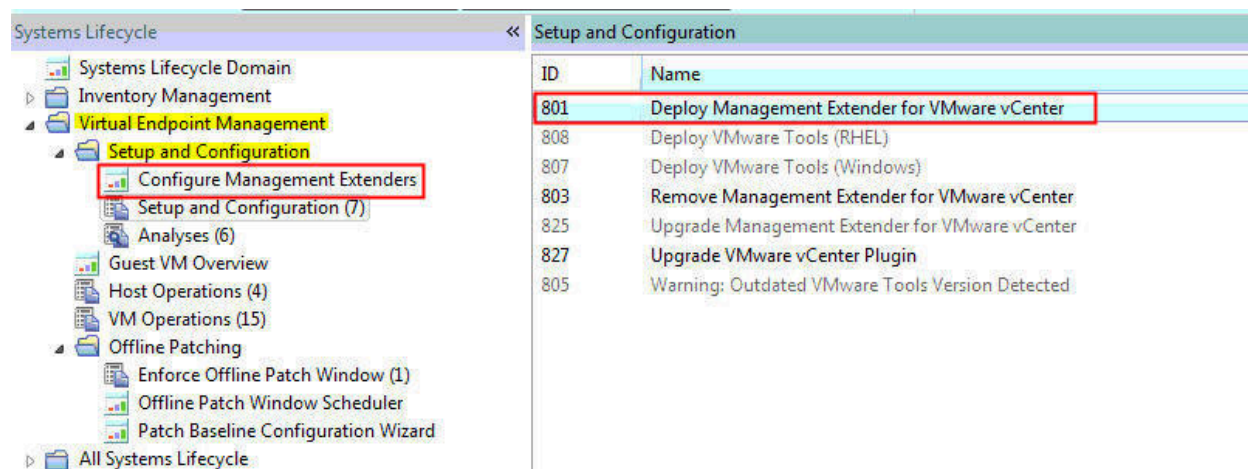 Systems Lifecycle
«
Systems Lifecycle Domain
Inventory Management
Virtual Endpoint Management
Setup and Configuration
Configure Management Extenders
Setup and Configuration (7)
Analyses (6)
Guest VM Overview
Host Operations (4)
VM Operations (15)
Offline Patching
Enforce Offline Patch Window (1)
Offline Patch Window Scheduler
Patch Baseline Configuration Wizard
All Systems Lifecycle
Setup and Configuration
ID Name
801 Deploy Management Extender for VMware vCenter
808 Deploy VMware Tools (RHEL)
807 Deploy VMware Tools (Windows)
803 Remove Management Extender for VMware vCenter
825 Upgrade Management Extender for VMware vCenter
827 Upgrade VMware vCenter Plugin
805 Warning: Outdated VMware Tools Version Detected